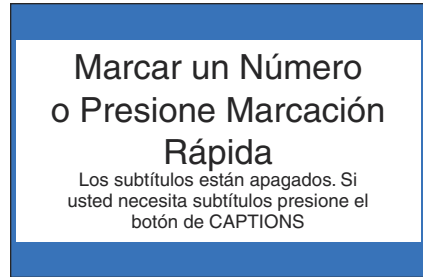 Marcar un Número
o Presione Marcación
Rápida
Los subtítulos están apagados. Si
usted necesita subtítulos presione el
botón de CAPTIONS